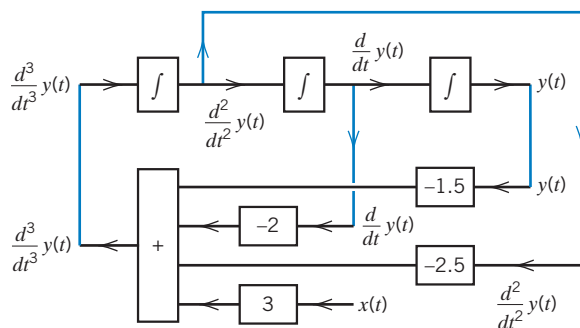 d/dt y(t)
d³/dt³ y(t) ∫ ∫ ∫ y(t)
d²/dt² y(t)
−1.5 y(t)
−2 d/dt y(t)
d³/dt³ y(t) +
−2.5
3 x(t) d²/dt² y(t)